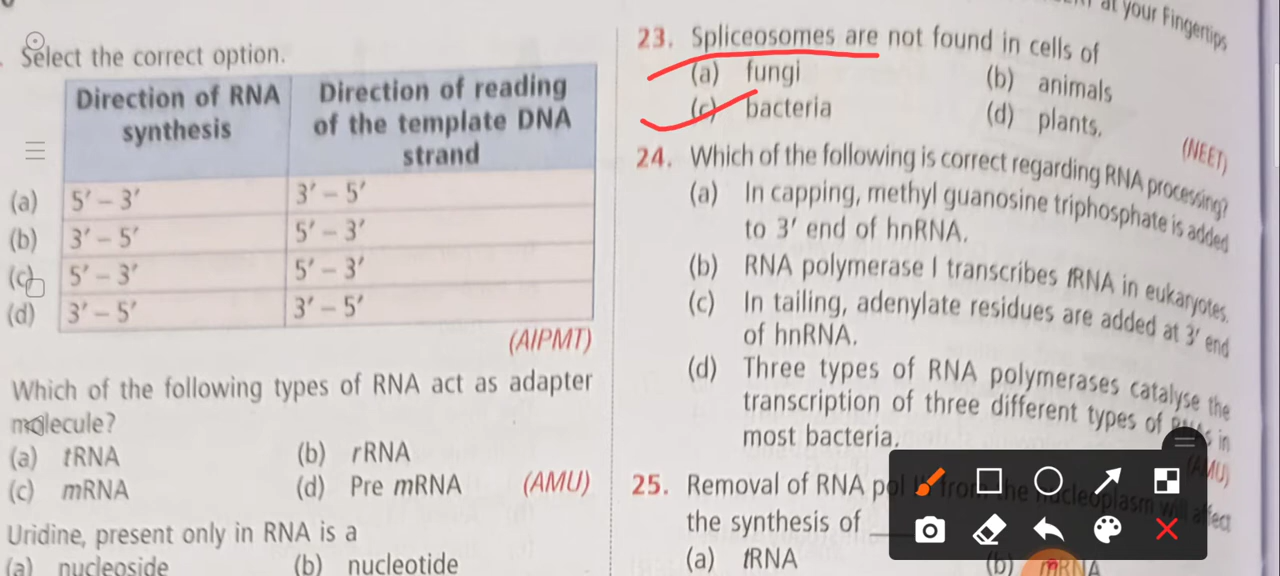 Select the correct option.
Direction of RNA synthesis
Direction of reading of the template DNA strand
(a) 5′ – 3′ 3′ – 5′
(b) 3′ – 5′ 5′ – 3′
(c) 5′ – 3′ 5′ – 3′
(d) 3′ – 5′ 3′ – 5′
(AIPMT)
Which of the following types of RNA act as adapter
molecule?
(a) tRNA (b) rRNA
(c) mRNA (d) Pre mRNA (AMU)
Uridine, present only in RNA is a
(a) nucleoside (b) nucleotide
at your Fingertips
23. Spliceosomes are not found in cells of
(a) fungi (b) animals
(c) bacteria (d) plants.
(NEET)
24. Which of the following is correct regarding RNA processing?
(a) In capping, methyl guanosine triphosphate is added
to 3′ end of hnRNA.
(b) RNA polymerase I transcribes tRNA in eukaryotes.
(c) In tailing, adenylate residues are added at 3′ end
of hnRNA.
(d) Three types of RNA polymerases catalyse the
transcription of three different types of RNAs in
most bacteria.
(AMU)
25. Removal of RNA pol from the nucleoplasm will affect
the synthesis of
(a) tRNA (b) mRNA